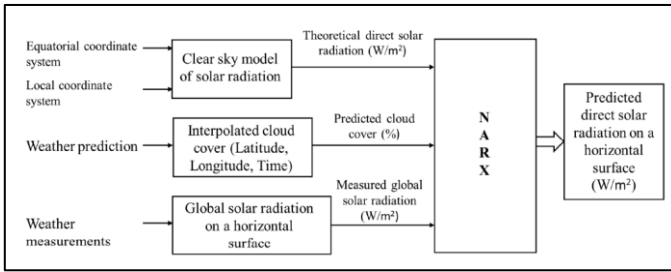 Equatorial coordinate
system
Local coordinate
system
Clear sky model
of solar radiation
Theoretical direct solar
radiation (W/m²)
Weather prediction
Interpolated cloud
cover (Latitude,
Longitude, Time)
Predicted cloud
cover (%)
Weather
measurements
Global solar radiation
on a horizontal
surface
Measured global
solar radiation
(W/m²)
N
A
R
X
Predicted
direct solar
radiation on a
horizontal
surface
(W/m²)